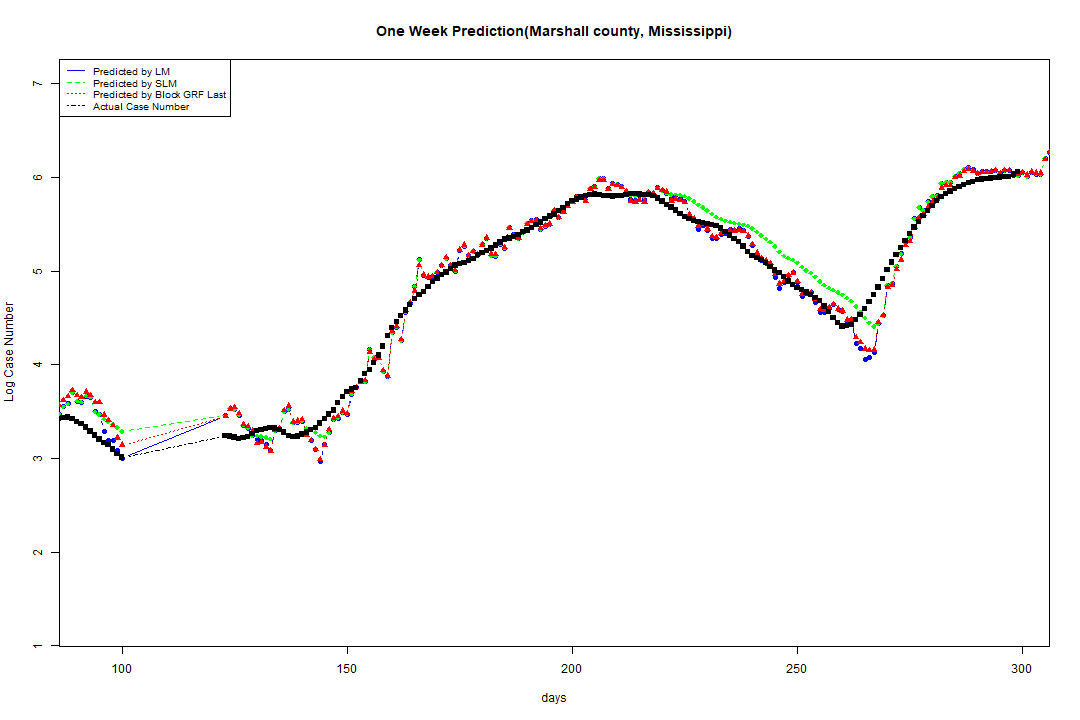 One Week Prediction(Marshall county, Mississippi)
Predicted by LM
Predicted by SLM
Predicted by Block GRF Last
Actual Case Number
7
6
5
4
3
2
1
Log Case Number
100 150 200 250 300
days